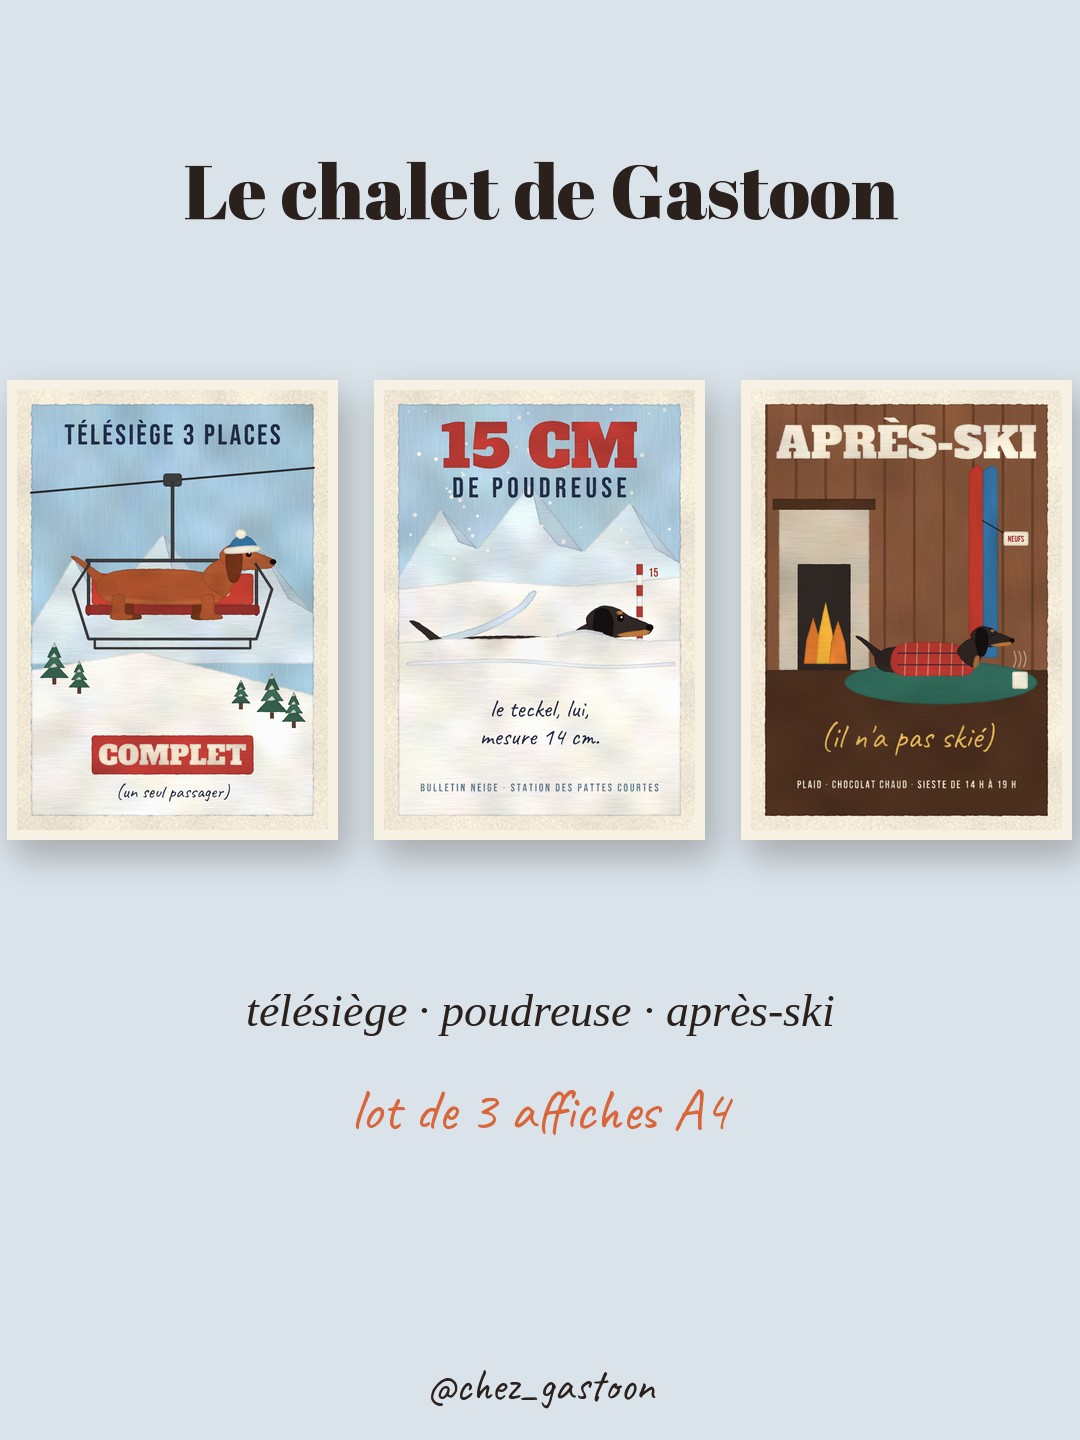 Le chalet de Gastoon
TÉLÉSIÈGE 3 PLACES
COMPLET
(un seul passager)
15 CM
DE POUDREUSE
15
le teckel, lui,
mesure 14 cm.
BULLETIN NEIGE · STATION DES PATTES COURTES
APRÈS-SKI
NEUFS
(il n'a pas skié)
PLAID · CHOCOLAT CHAUD · SIESTE DE 14 H À 19 H
télésiège · poudreuse · après-ski
lot de 3 affiches A4
@chez_gastoon